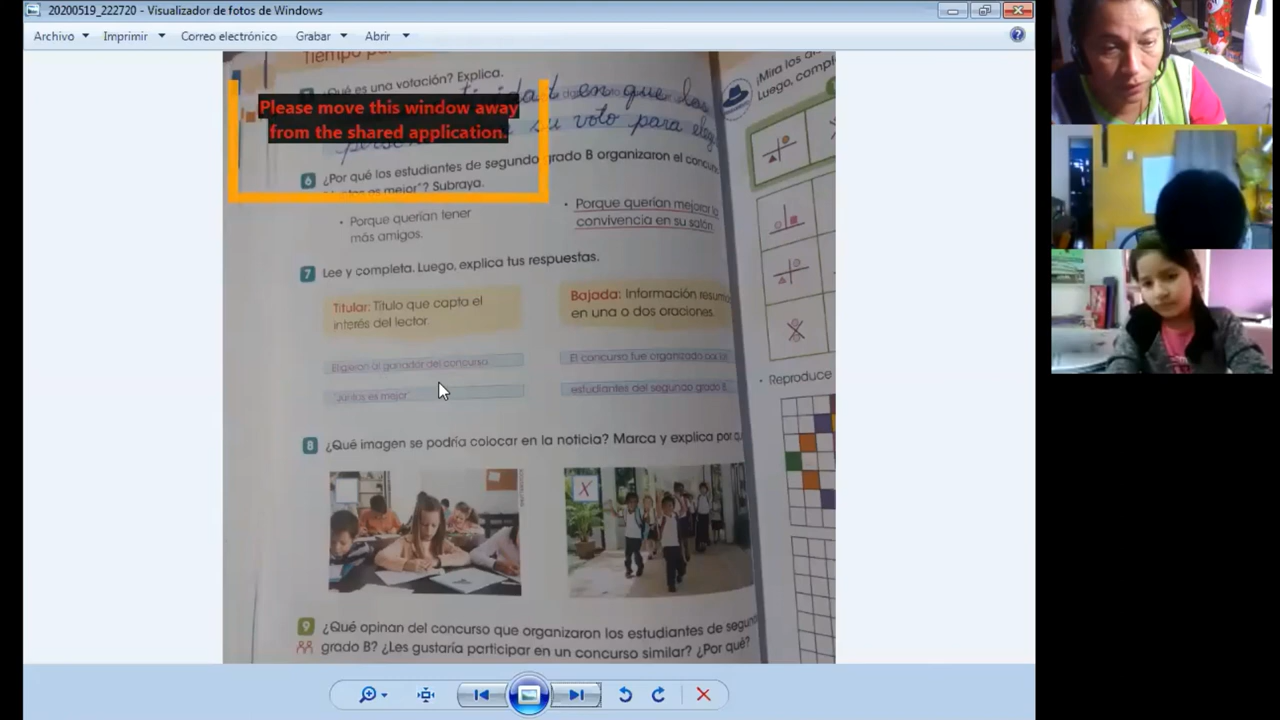 20200519_222720 - Visualizador de fotos de Windows
Archivo Imprimir Correo electrónico Grabar Abrir
Tiempo
¿Qué es una votación? Explica.
en que los
Please move this window away
from the shared application.
su voto para
6 ¿Por qué los estudiantes de segundo grado B organizaron el
es mejor"? Subraya.
• Porque querían tener
más amigos.
• Porque querían mejorar la
convivencia en su salón.
7 Lee y completa. Luego, explica tus respuestas.
Titular: Título que capta el
interés del lector.
Bajada: Información
en una o dos oraciones.
Eligieron al ganador del concurso
"Juntos es mejor"
El concurso fue organizado por los
estudiantes del segundo grado B.
8 ¿Qué imagen se podría colocar en la noticia? Marca y explica por
X
9 ¿Qué opinan del concurso que organizaron los estudiantes de
grado B? ¿Les gustaría participar en un concurso similar? ¿Por qué?
¡Mira los
Luego,
• Reproduce